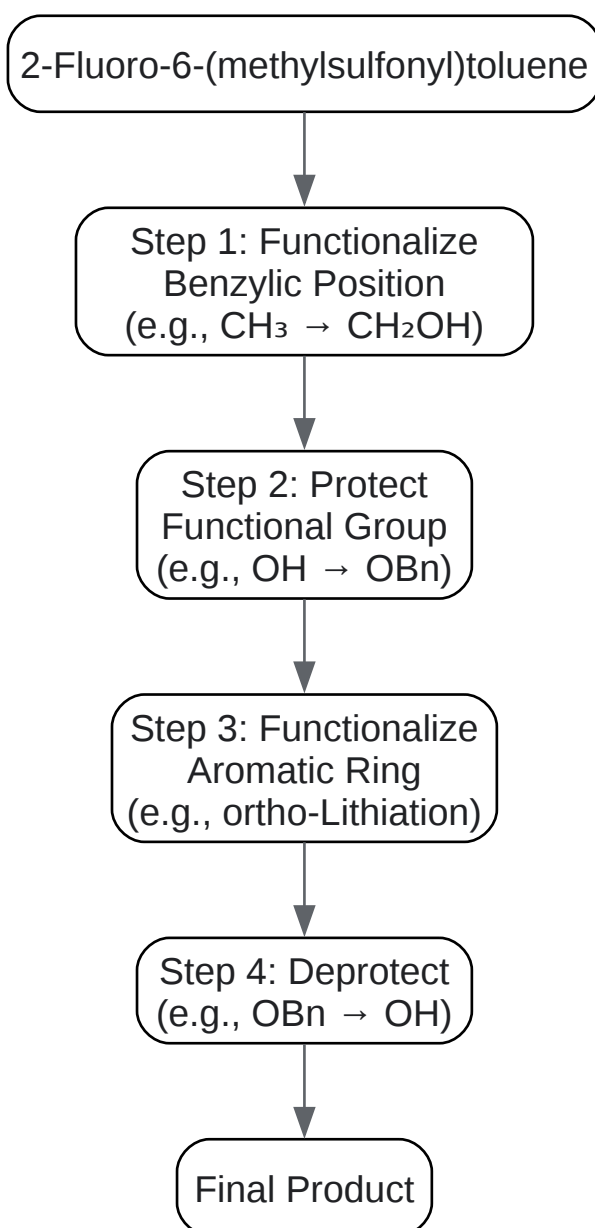 2-Fluoro-6-(methylsulfonyl)toluene
Step 1: Functionalize
Benzylic Position
(e.g., CH₃ → CH₂OH)
Step 2: Protect
Functional Group
(e.g., OH → OBn)
Step 3: Functionalize
Aromatic Ring
(e.g., ortho-Lithiation)
Step 4: Deprotect
(e.g., OBn → OH)
Final Product